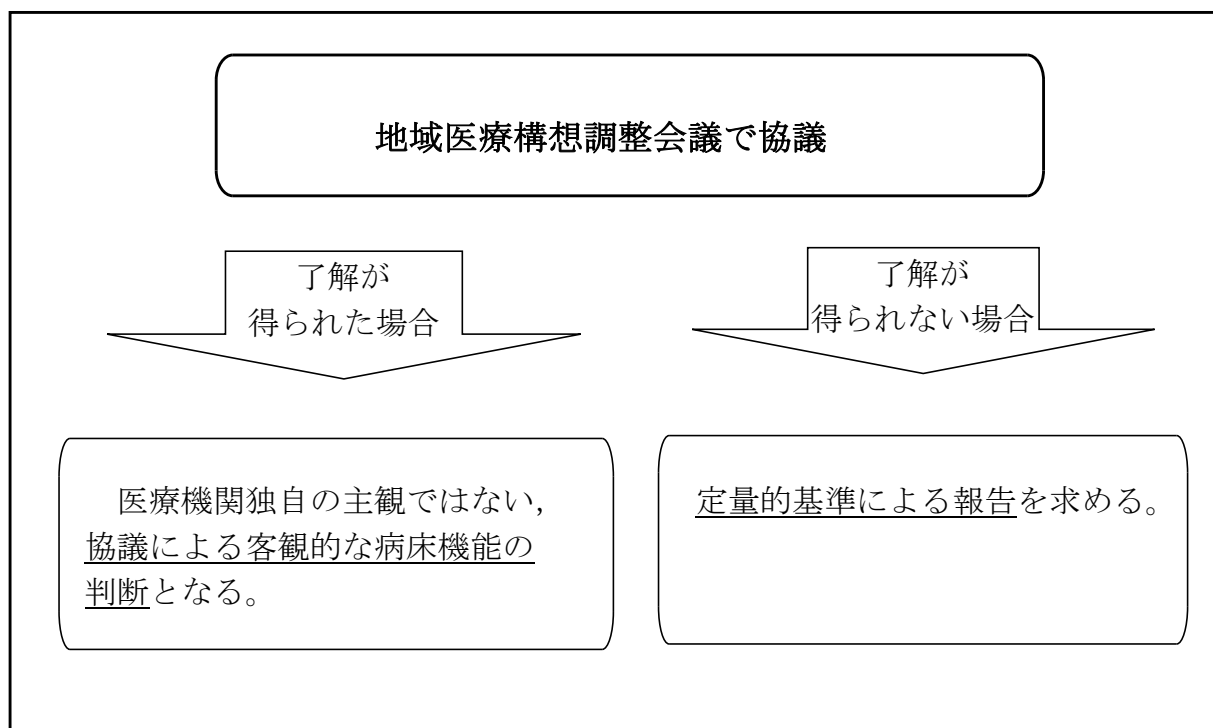 地域医療構想調整会議で協議
了解が
得られた場合
了解が
得られない場合
医療機関独自の主観ではない,
協議による客観的な病床機能の
判断となる。
定量的基準による報告を求める。